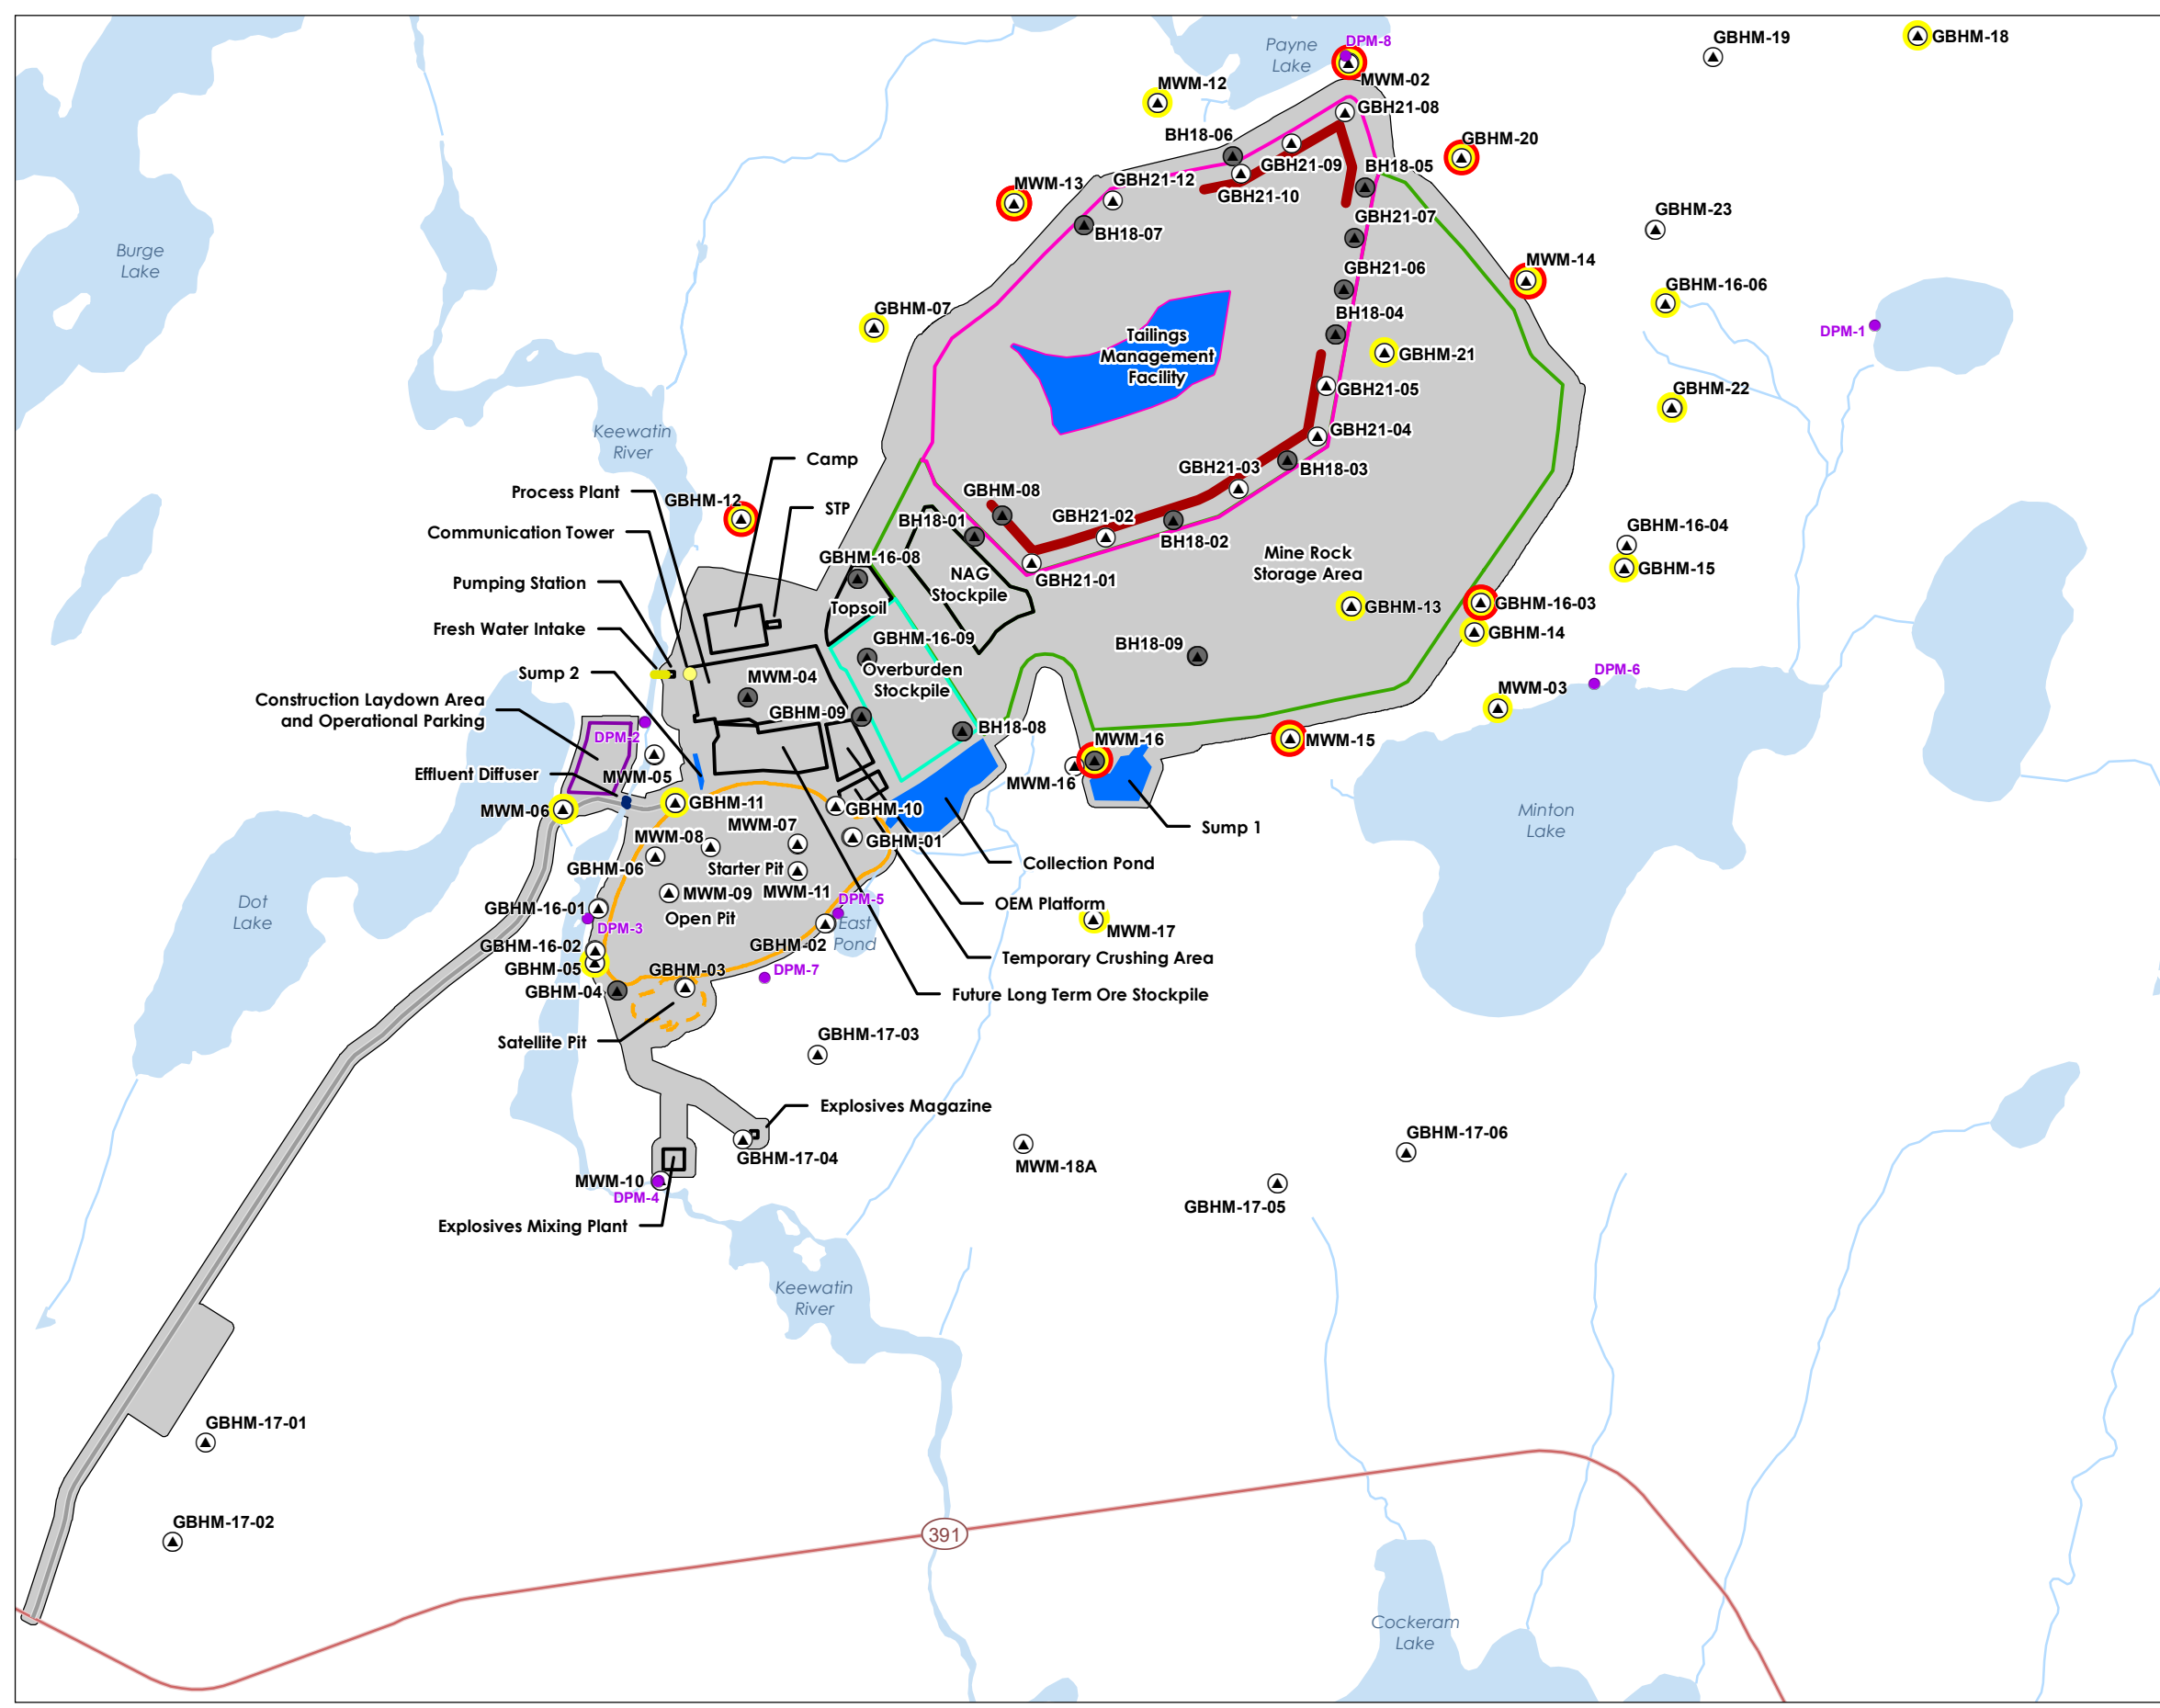 GBHM-19
GBHM-18
Payne
Lake
DPM-8
MWM-02
MWM-12
GBH21-08
BH18-06
GBHM-20
GBH21-09
BH18-05
MWM-13
GBH21-12
GBH21-10
GBHM-23
GBH21-07
BH18-07
Burge
Lake
MWM-14
GBH21-06
GBHM-16-06
GBHM-07
BH18-04
DPM-1
Tailings
Management
Facility
GBHM-21
GBH21-05
GBHM-22
Keewatin
River
GBH21-04
Camp
GBH21-03
BH18-03
Process Plant
GBHM-12
GBHM-08
STP
BH18-01
GBH21-02
Communication Tower
BH18-02
GBHM-16-04
GBHM-16-08
Mine Rock
Storage Area
GBHM-15
Pumping Station
NAG
Stockpile
GBH21-01
Topsoil
GBHM-13
GBHM-16-03
Fresh Water Intake
GBHM-14
GBHM-16-09
BH18-09
Overburden
Stockpile
Sump 2
MWM-04
DPM-6
MWM-03
Construction Laydown Area
and Operational Parking
GBHM-09
BH18-08
DPM-2
MWM-16
MWM-15
MWM-05
Effluent Diffuser
MWM-16
MWM-06
GBHM-11
GBHM-10
Minton
Lake
MWM-07
Sump 1
MWM-08
GBHM-01
Collection Pond
GBHM-06
Starter Pit
MWM-09
MWM-11
DPM-5
OEM Platform
Dot
Lake
GBHM-16-01
Open Pit
DPM-3
East
Pond
MWM-17
GBHM-16-02
GBHM-02
Temporary Crushing Area
GBHM-05
GBHM-03
DPM-7
GBHM-04
Future Long Term Ore Stockpile
Satellite Pit
GBHM-17-03
Explosives Magazine
GBHM-17-06
GBHM-17-04
MWM-18A
MWM-10
DPM-4
GBHM-17-05
Explosives Mixing Plant
Keewatin
River
GBHM-17-01
GBHM-17-02
391
Cockeram
Lake